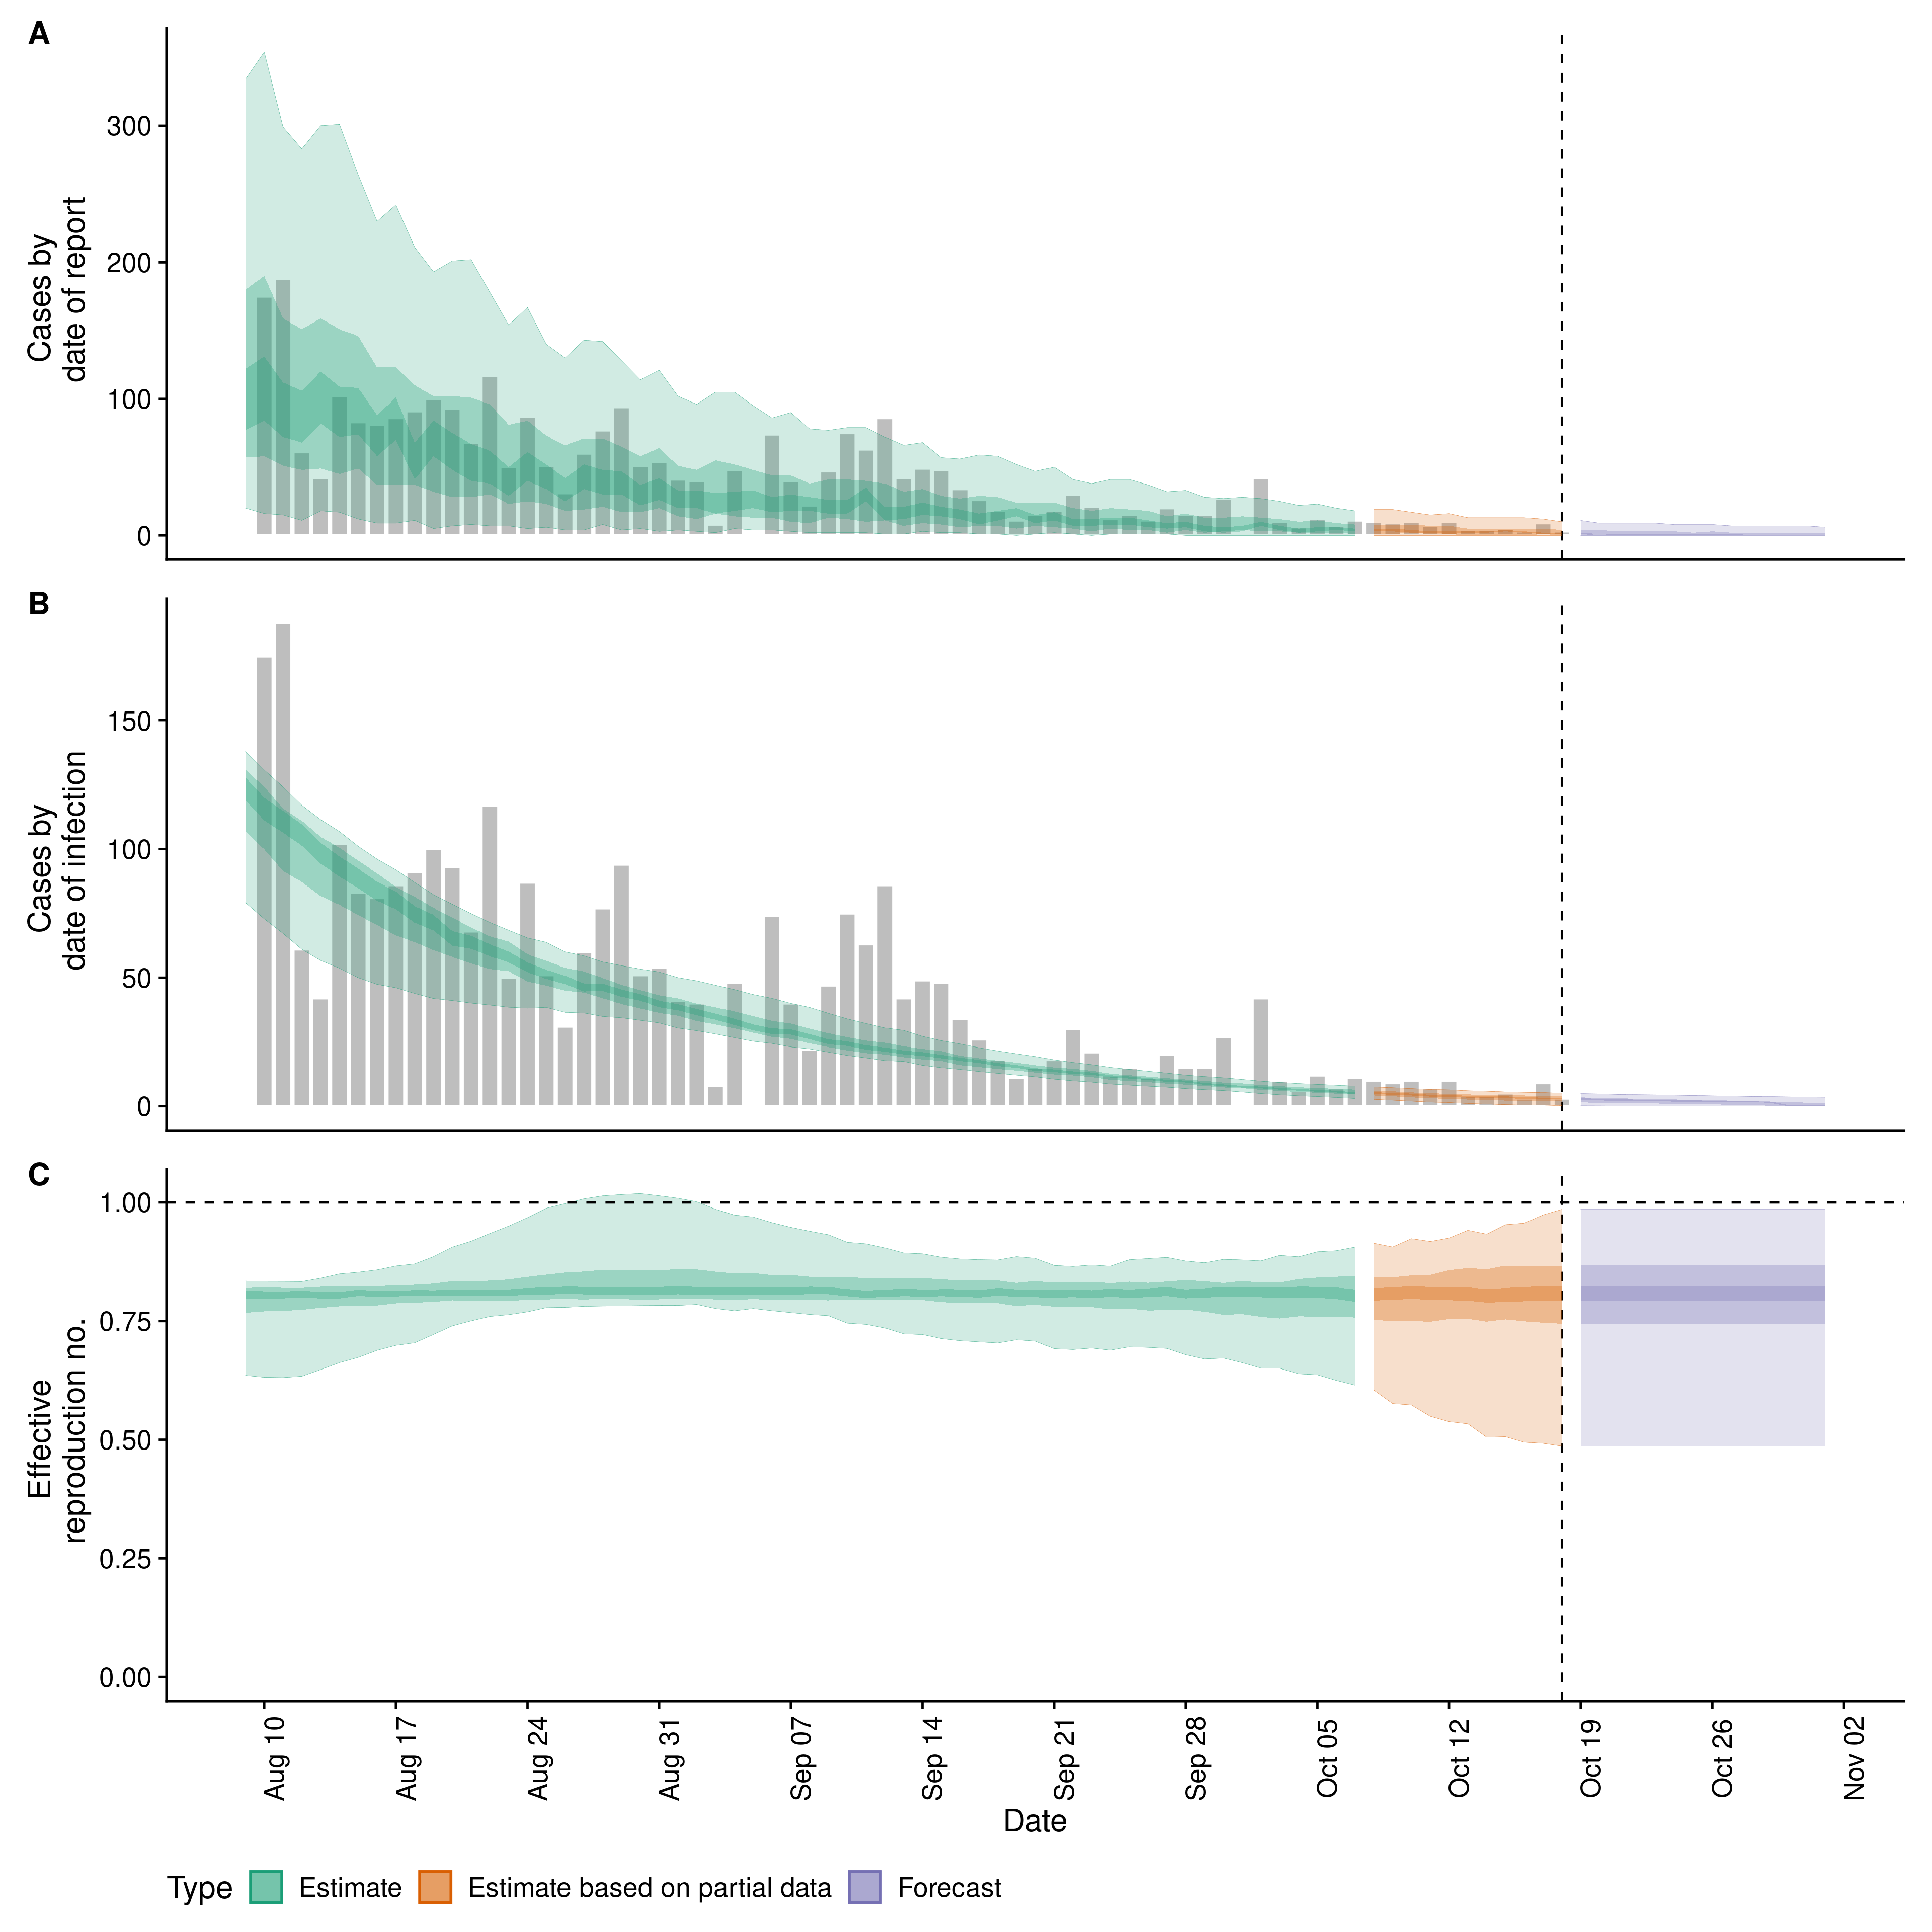 A
Cases by
date of report
300
200
100
0
B
Cases by
date of infection
150
100
50
0
C
Effective
reproduction no.
1.00
0.75
0.50
0.25
0.00
Aug 10
Aug 17
Aug 24
Aug 31
Sep 07
Sep 14
Sep 21
Sep 28
Oct 05
Oct 12
Oct 19
Oct 26
Nov 02
Date
Type Estimate Estimate based on partial data Forecast